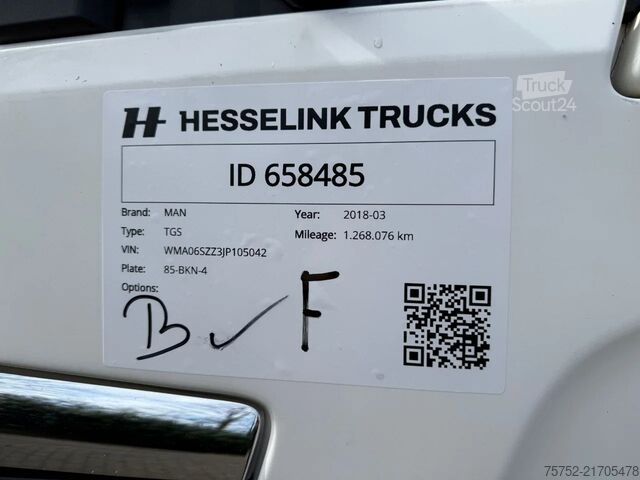 Truck
Scout24
HESSELINK TRUCKS
ID 658485
Brand: MAN Year: 2018-03
Type: TGS Mileage: 1.268.076 km
VIN: WMA06SZZ3JP105042
Plate: 85-BKN-4
Options:
B ✓ F
75752-21705478